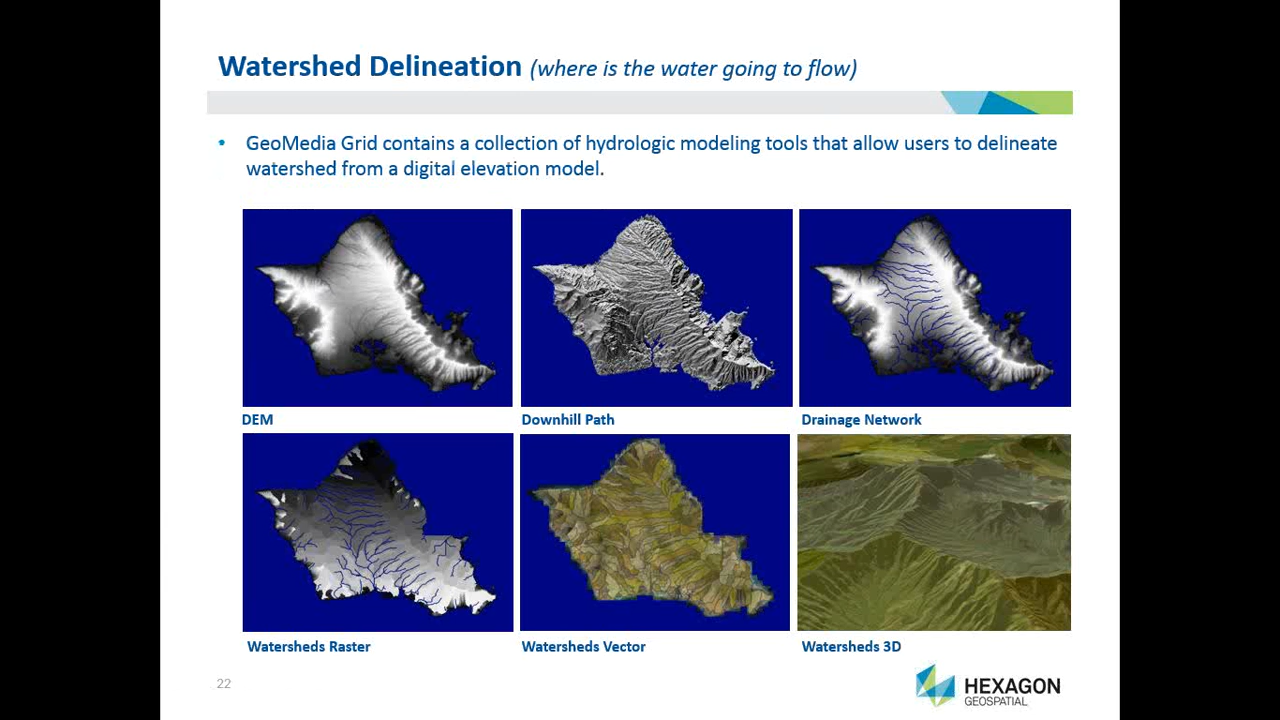 Watershed Delineation (where is the water going to flow)
• GeoMedia Grid contains a collection of hydrologic modeling tools that allow users to delineate
watershed from a digital elevation model.
DEM
Downhill Path
Drainage Network
Watersheds Raster
Watersheds Vector
Watersheds 3D
22
HEXAGON
GEOSPATIAL